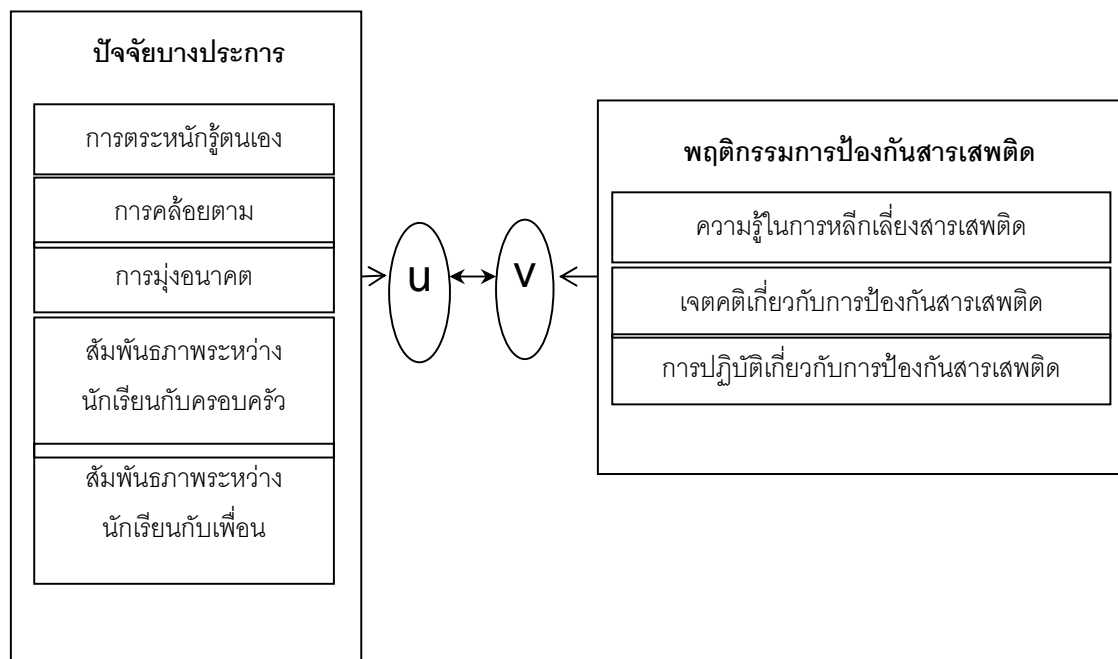 ปัจจัยบางประการ
การตระหนักรู้ตนเอง
การคล้อยตาม
การมุ่งอนาคต
สัมพันธภาพระหว่าง
นักเรียนกับครอบครัว
สัมพันธภาพระหว่าง
นักเรียนกับเพื่อน
u
v
พฤติกรรมการป้องกันสารเสพติด
ความรู้ในการหลีกเลี่ยงสารเสพติด
เจตคติเกี่ยวกับการป้องกันสารเสพติด
การปฏิบัติเกี่ยวกับการป้องกันสารเสพติด